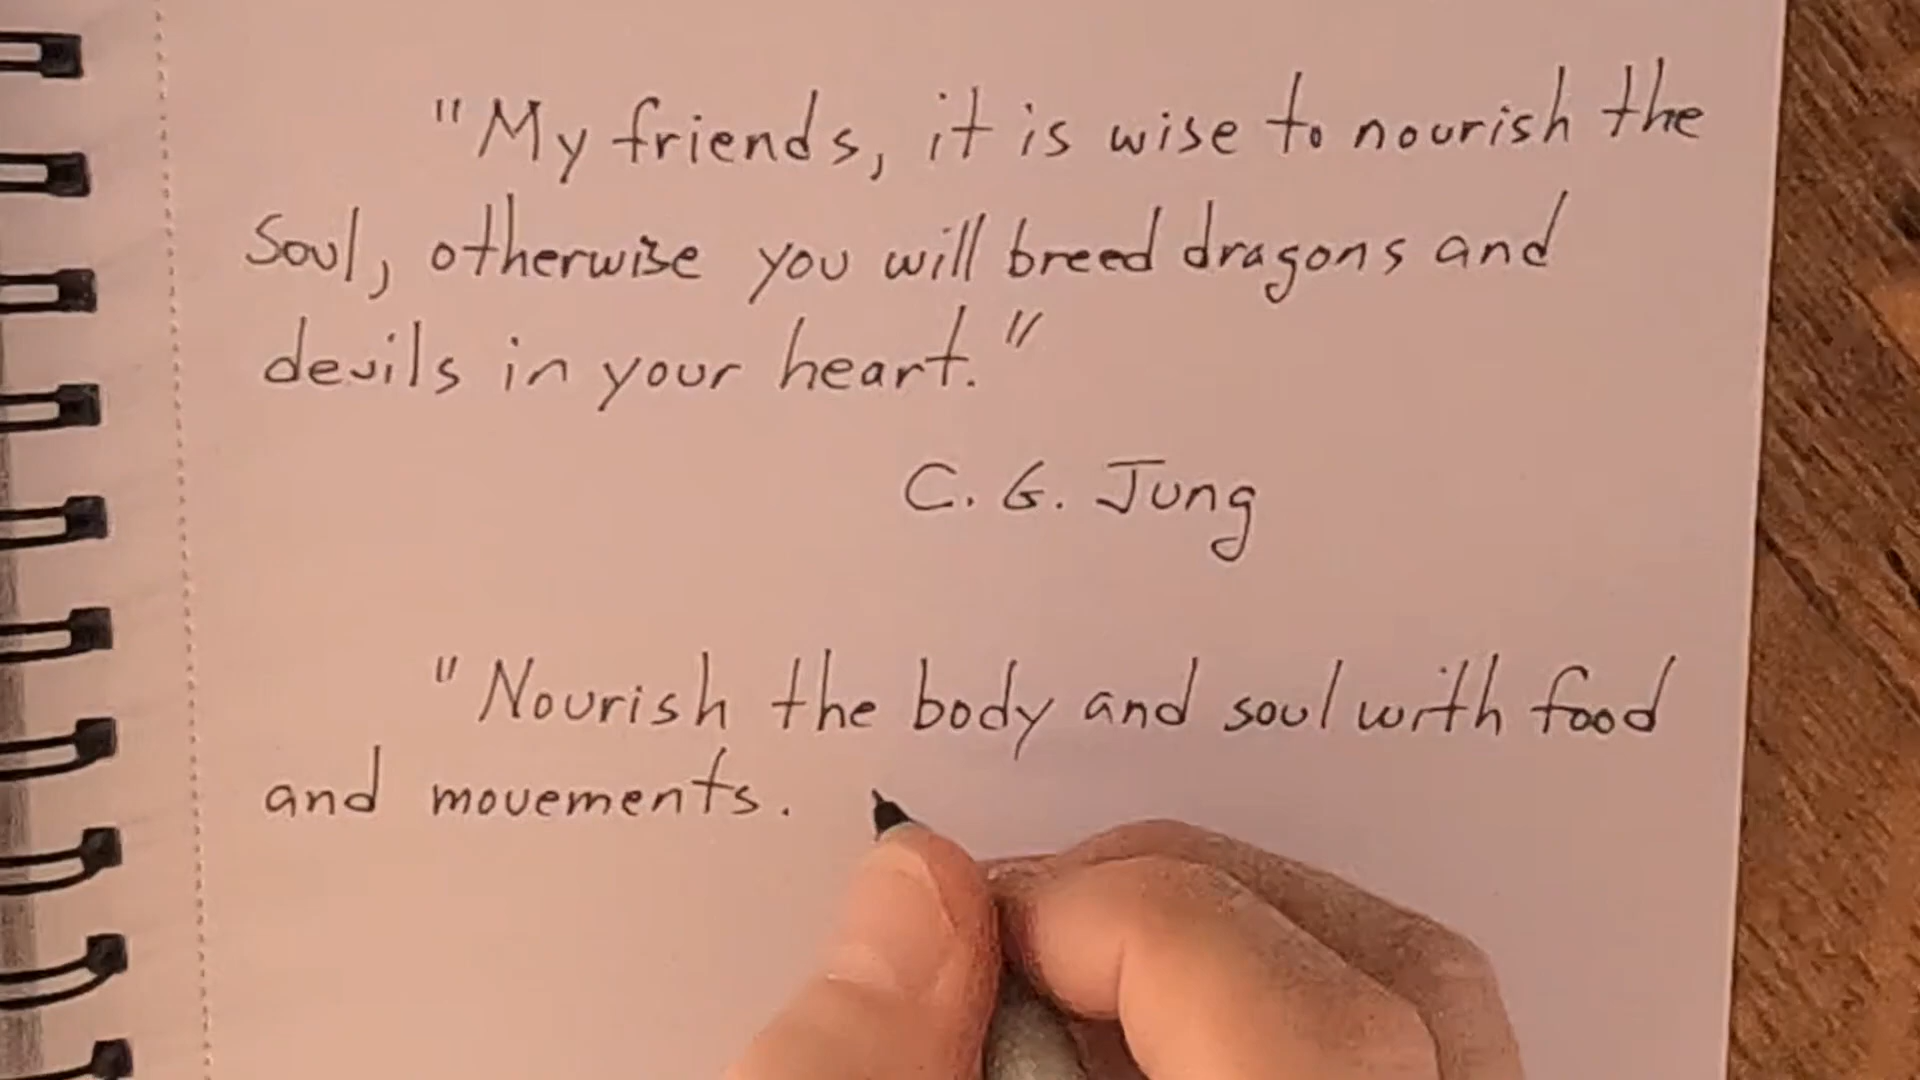 "My friends, it is wise to nourish the
Soul, otherwise you will breed dragons and
devils in your heart."
C. G. Jung
"Nourish the body and soul with food
and movements.